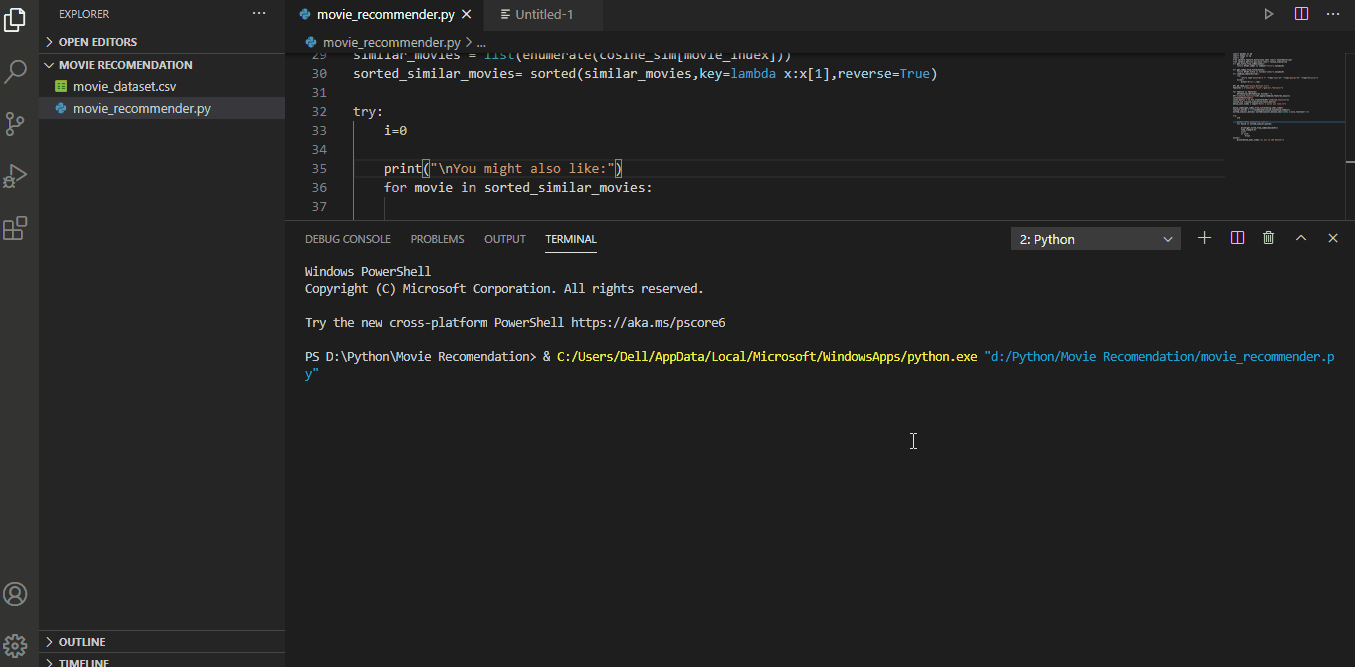 EXPLORER
OPEN EDITORS
MOVIE RECOMENDATION
movie_dataset.csv
movie_recommender.py
OUTLINE
TIMELINE
movie_recommender.py
Untitled-1
movie_recommender.py > ...
29 similar_movies = list(enumerate(cosine_sim[movie_index]))
30 sorted_similar_movies= sorted(similar_movies,key=lambda x:x[1],reverse=True)
31
32 try:
33     i=0
34
35     print("\nYou might also like:")
36     for movie in sorted_similar_movies:
37
DEBUG CONSOLE PROBLEMS OUTPUT TERMINAL 2: Python
Windows PowerShell
Copyright (C) Microsoft Corporation. All rights reserved.
Try the new cross-platform PowerShell https://aka.ms/pscore6
PS D:\Python\Movie Recomendation> & C:/Users/Dell/AppData/Local/Microsoft/WindowsApps/python.exe "d:/Python/Movie Recomendation/movie_recommender.p
y"